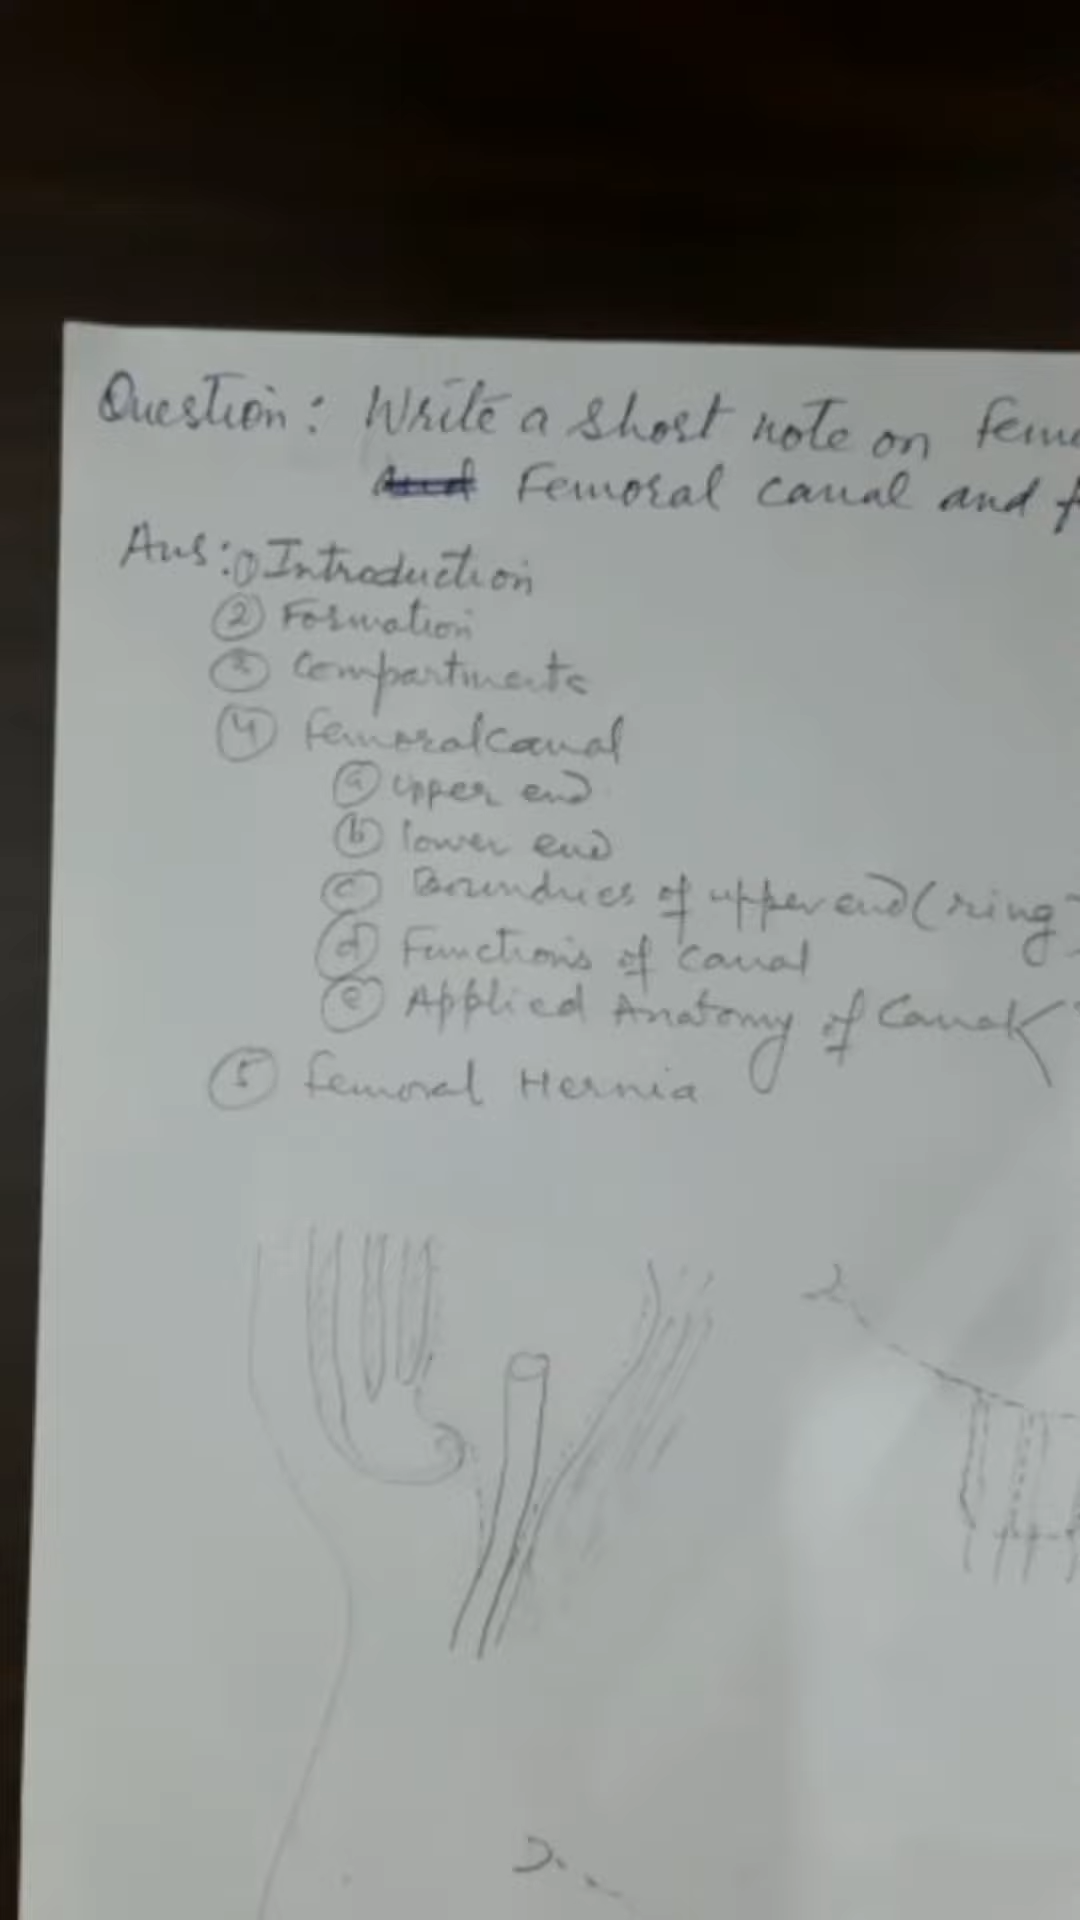 Question: Write a short note on Femo
Femoral canal and f
Ans: ① Introduction
② Formation
③ Compartments
④ Femoral canal
ⓐ upper end
ⓑ lower end
ⓒ Boundries of upper end (ring)
ⓓ Functions of canal
ⓔ Applied Anatomy of Canal
⑤ Femoral Hernia